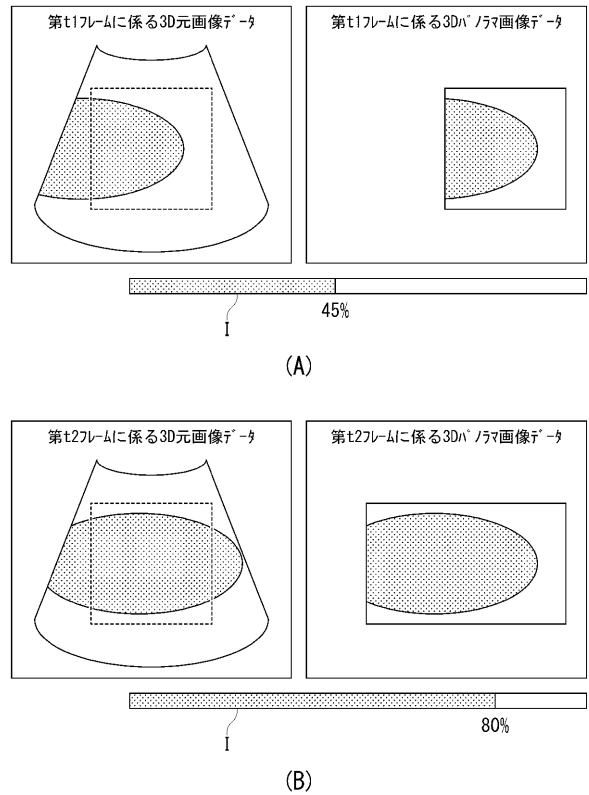 第t1フレームに係る3D元画像データ
第t1フレームに係る3Dパノラマ画像データ
45%
I
(A)
第t2フレームに係る3D元画像データ
第t2フレームに係る3Dパノラマ画像データ
80%
I
(B)